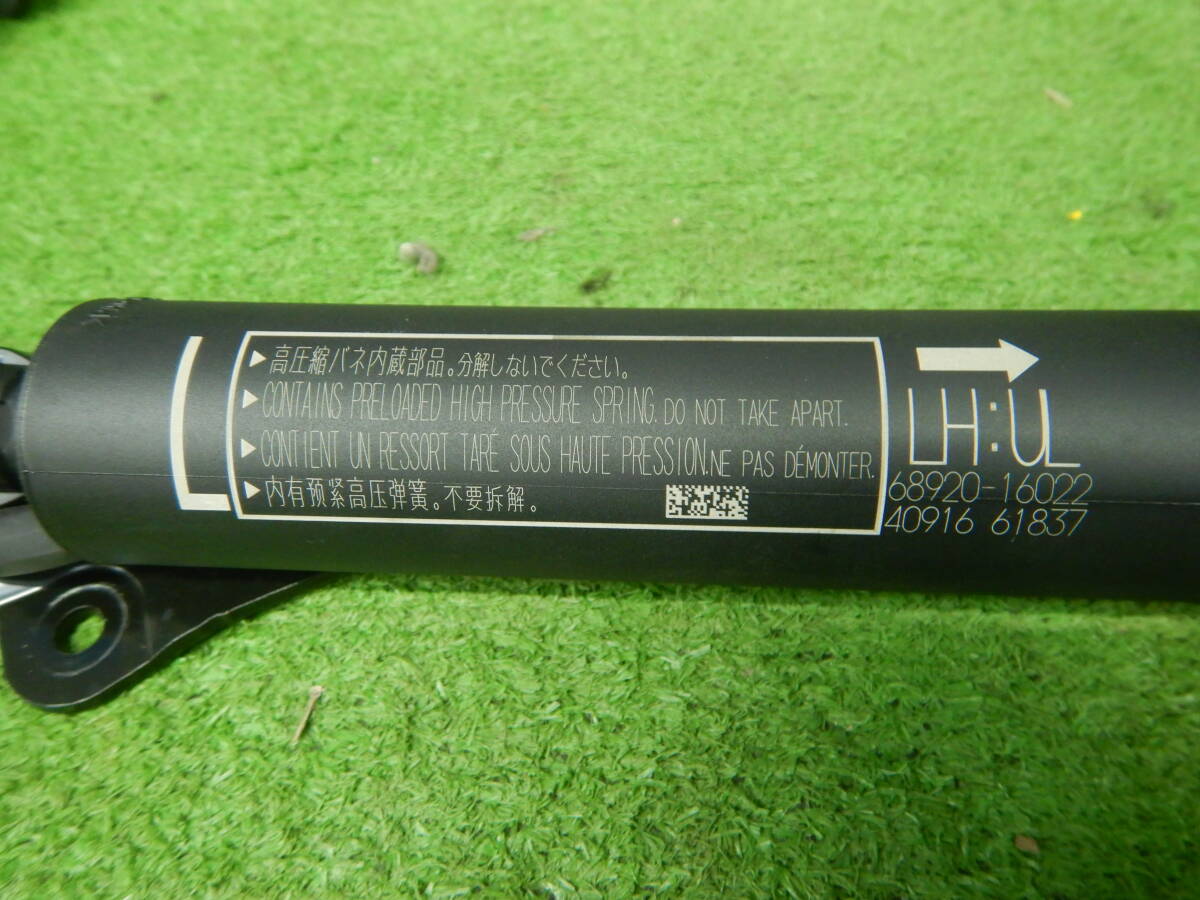 ▶高圧縮バネ内蔵部品。分解しないでください。
▶CONTAINS PRELOADED HIGH PRESSURE SPRING. DO NOT TAKE APART.
▶CONTIENT UN RESSORT TARÉ SOUS HAUTE PRESSION. NE PAS DÉMONTER.
▶内有预紧高压弹簧。不要拆解。
L
LH:UL
68920-16022
40916 61837